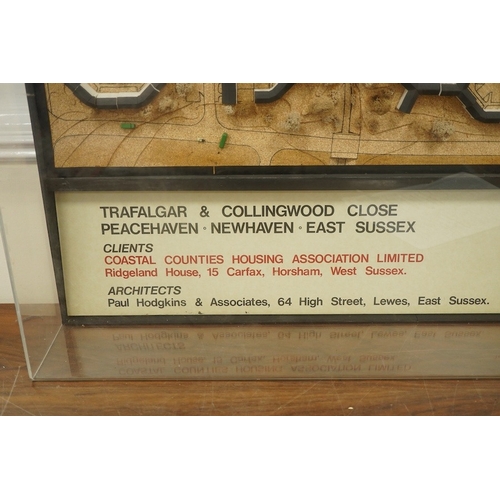 TRAFALGAR & COLLINGWOOD CLOSE
PEACEHAVEN · NEWHAVEN · EAST SUSSEX
CLIENTS
COASTAL COUNTIES HOUSING ASSOCIATION LIMITED
Ridgeland House, 15 Carfax, Horsham, West Sussex.
ARCHITECTS
Paul Hodgkins & Associates, 64 High Street, Lewes, East Sussex.